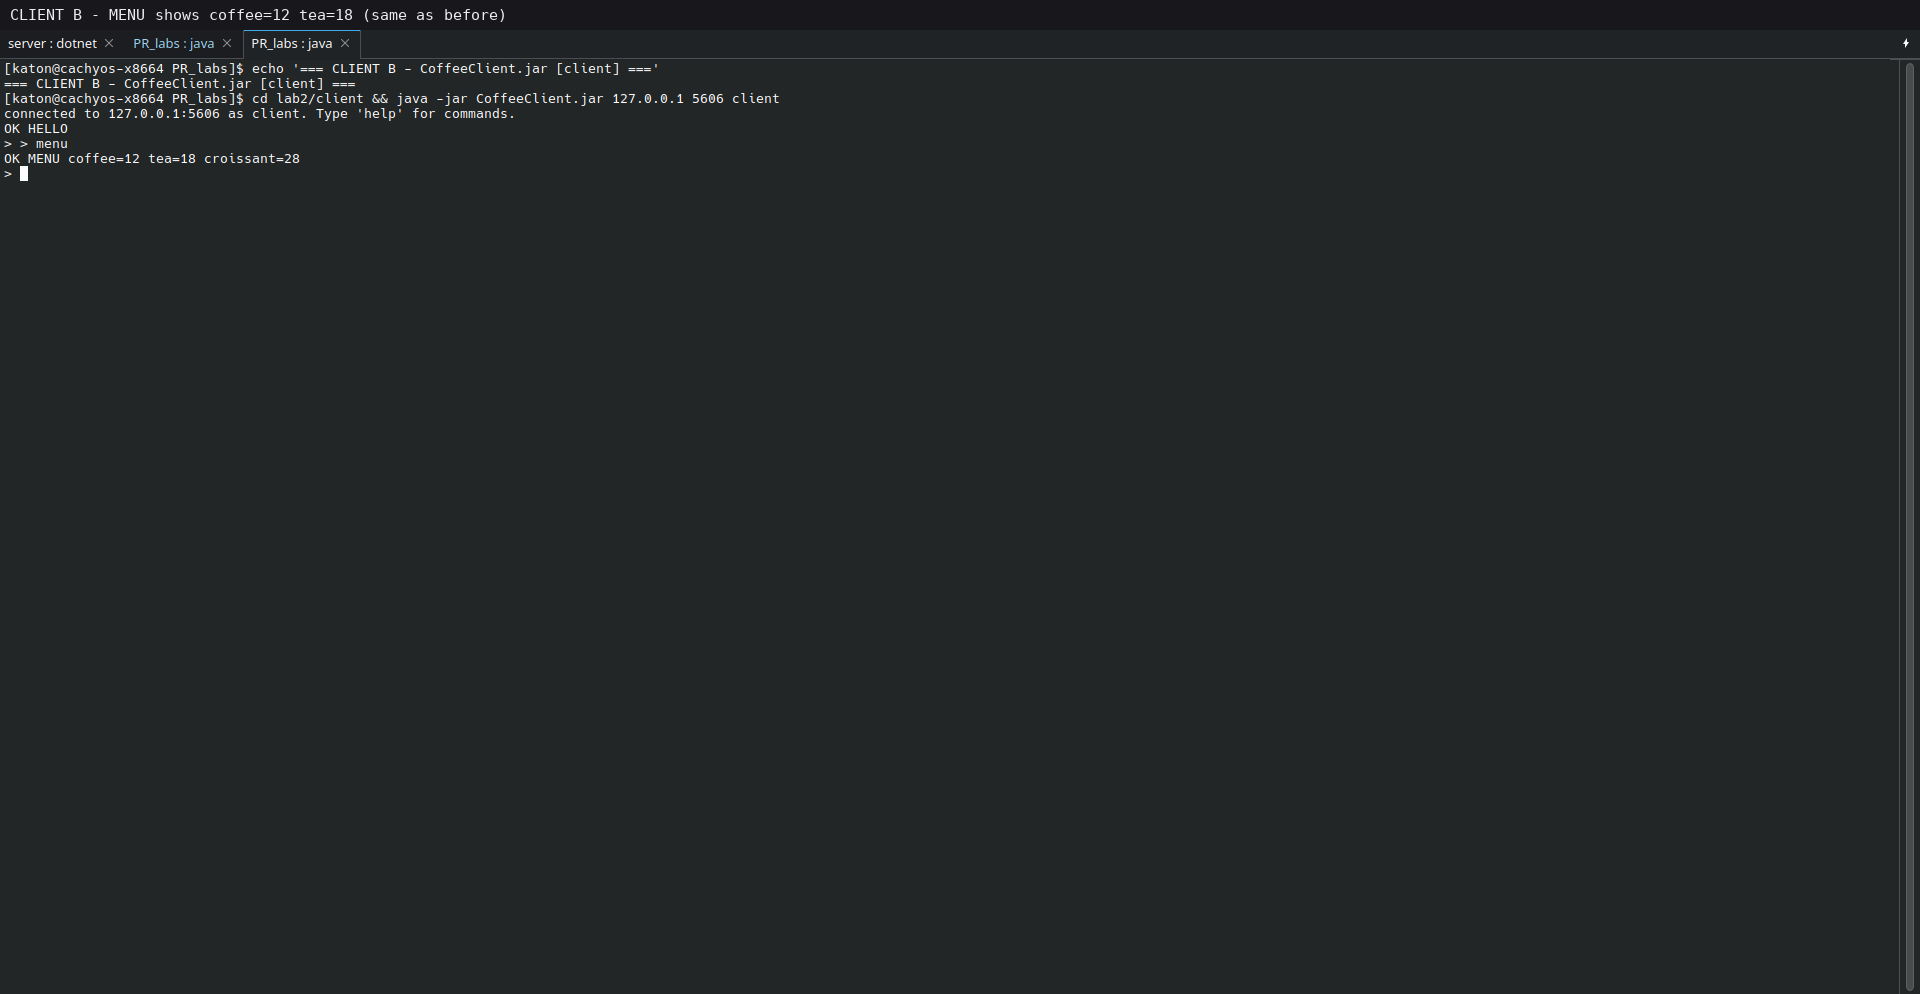 CLIENT B - MENU shows coffee=12 tea=18 (same as before)
server : dotnet PR_labs : java PR_labs : java
[katon@cachyos-x8664 PR_labs]$ echo '=== CLIENT B - CoffeeClient.jar [client] ==='
=== CLIENT B - CoffeeClient.jar [client] ===
[katon@cachyos-x8664 PR_labs]$ cd lab2/client && java -jar CoffeeClient.jar 127.0.0.1 5606 client
connected to 127.0.0.1:5606 as client. Type 'help' for commands.
OK HELLO
> > menu
OK MENU coffee=12 tea=18 croissant=28
>